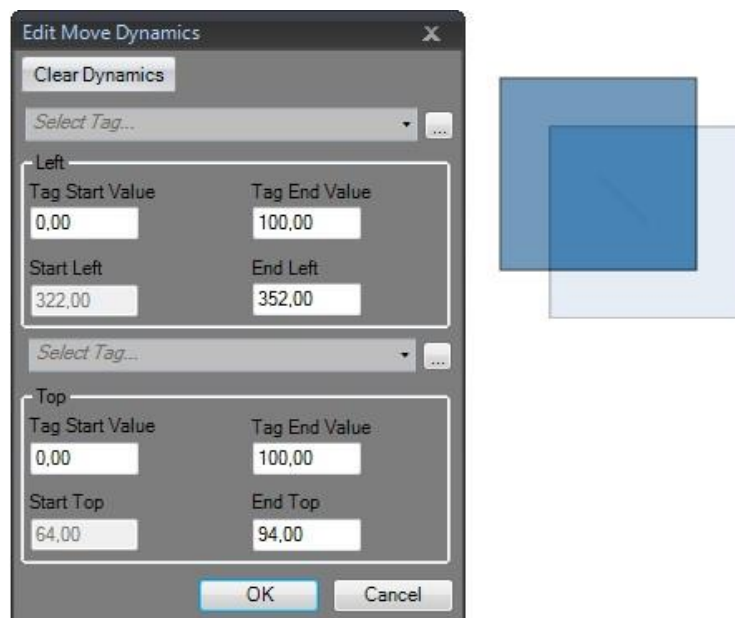 Edit Move Dynamics
Clear Dynamics
Select Tag...
...
Left
Tag Start Value Tag End Value
0,00 100,00
Start Left End Left
322,00 352,00
Select Tag...
...
Top
Tag Start Value Tag End Value
0,00 100,00
Start Top End Top
64,00 94,00
OK Cancel